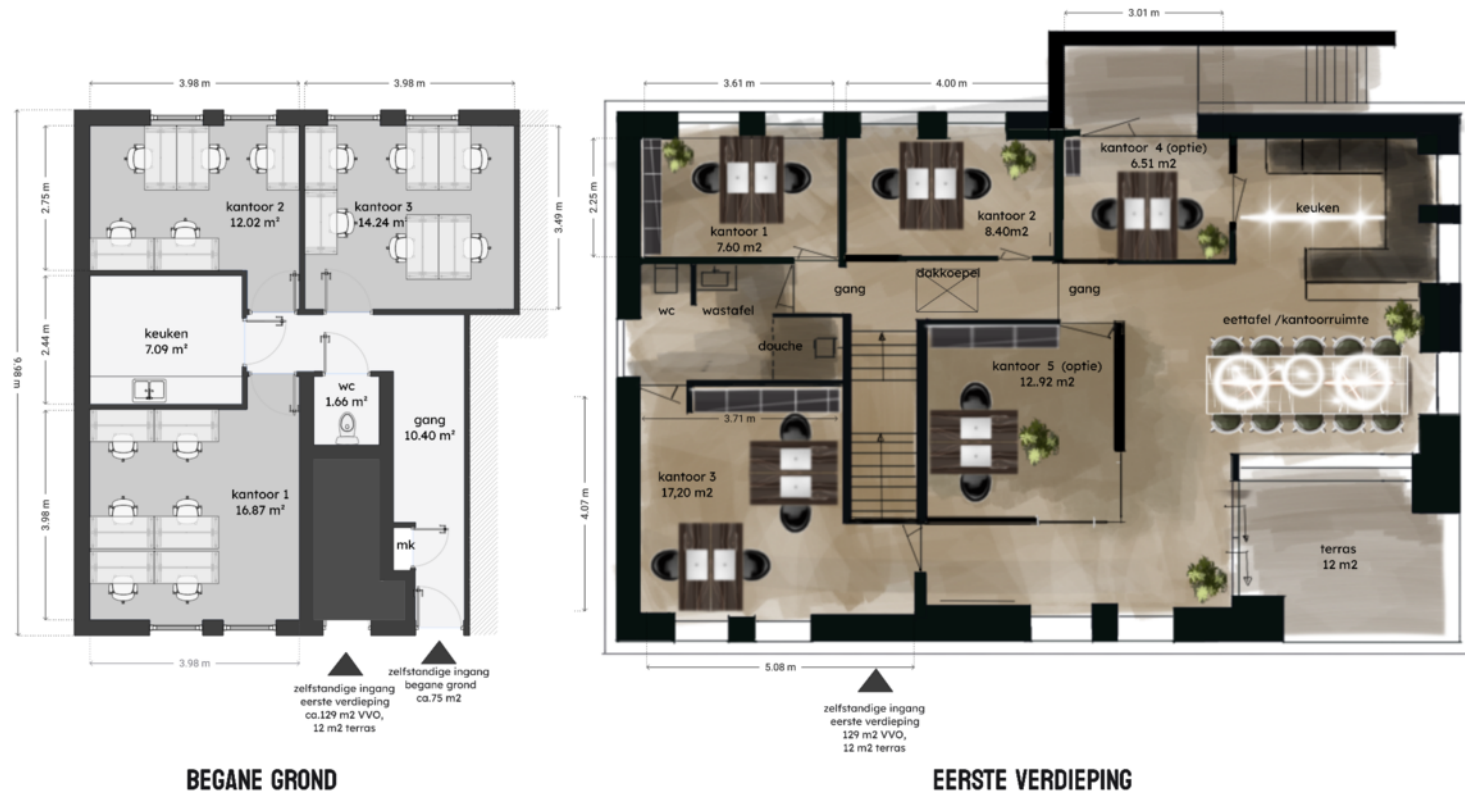 3.98 m
3.98 m
2.75 m
2.44 m
3.98 m
9.98 m
3.49 m
kantoor 2
12.02 m²
kantoor 3
14.24 m²
keuken
7.09 m²
wc
1.66 m²
gang
10.40 m²
kantoor 1
16.87 m²
mk
3.98 m
zelfstandige ingang
eerste verdieping
ca.129 m2 VVO,
12 m2 terras
zelfstandige ingang
begane grond
ca.75 m2
BEGANE GROND
3.01 m
3.61 m
4.00 m
2.25 m
4.07 m
kantoor 1
7.60 m2
kantoor 2
8.40m2
kantoor 4 (optie)
6.51 m2
keuken
dakkoepel
gang
gang
wc
wastafel
douche
eettafel /kantoorruimte
kantoor 5 (optie)
12..92 m2
3.71 m
kantoor 3
17,20 m2
terras
12 m2
5.08 m
zelfstandige ingang
eerste verdieping
129 m2 VVO,
12 m2 terras
EERSTE VERDIEPING